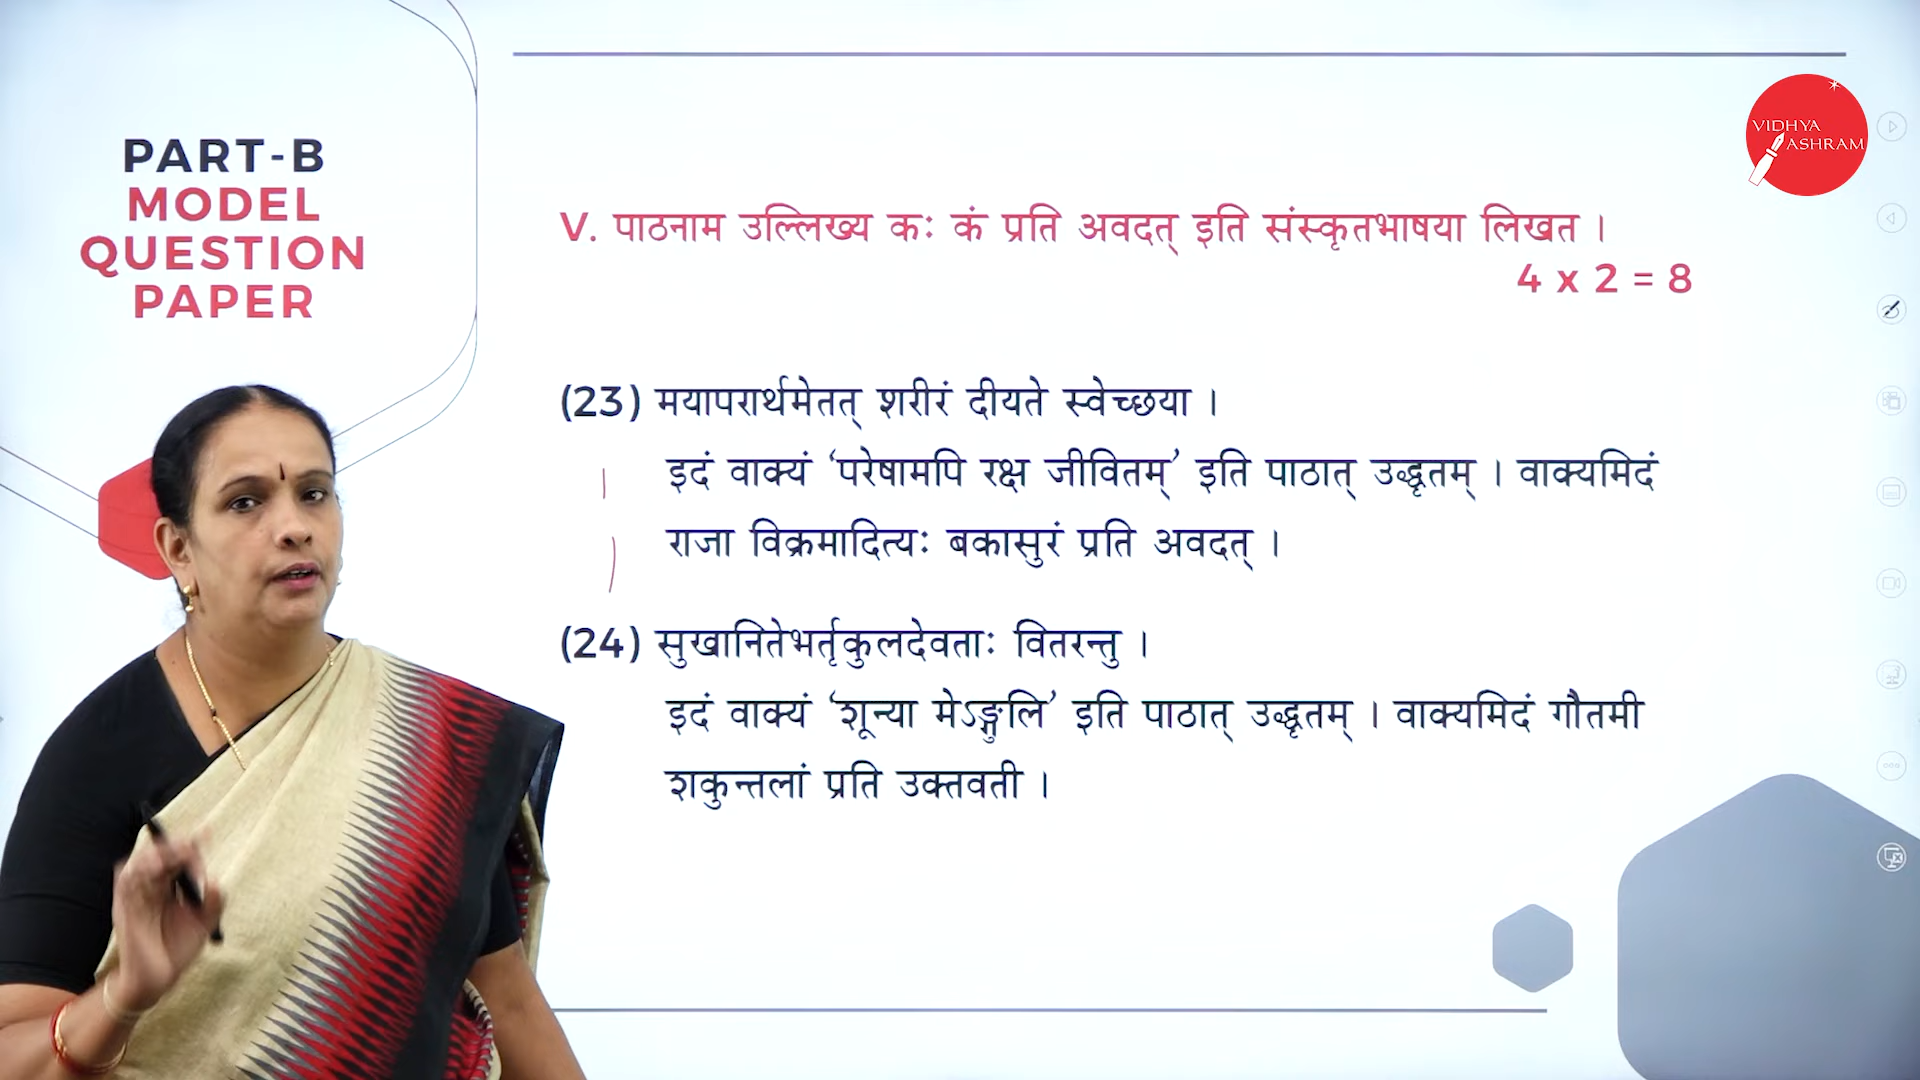 PART-B
MODEL
QUESTION
PAPER
VIDHYA
ASHRAM
V. पाठनाम उल्लिख्य कः कं प्रति अवदत् इति संस्कृतभाषया लिखत ।
4 x 2 = 8
(23) मयापरार्थमेतत् शरीरं दीयते स्वेच्छया ।
इदं वाक्यं ‘परेषामपि रक्ष जीवितम्’ इति पाठात् उद्धृतम् । वाक्यमिदं
राजा विक्रमादित्यः बकासुरं प्रति अवदत् ।
(24) सुखानितेभर्तृकुलदेवताः वितरन्तु ।
इदं वाक्यं ‘शून्या मेऽङ्गुलि’ इति पाठात् उद्धृतम् । वाक्यमिदं गौतमी
शकुन्तलां प्रति उक्तवती ।